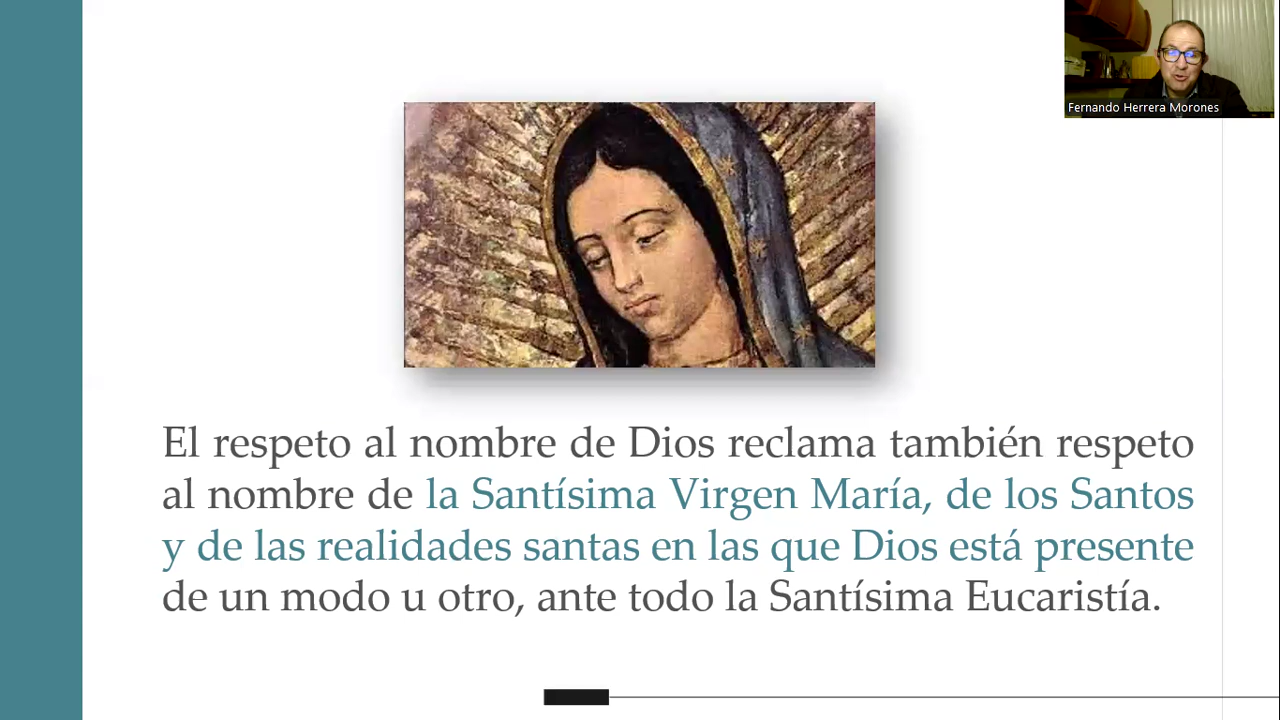 Fernando Herrera Morones
El respeto al nombre de Dios reclama también respeto
al nombre de la Santísima Virgen María, de los Santos
y de las realidades santas en las que Dios está presente
de un modo u otro, ante todo la Santísima Eucaristía.